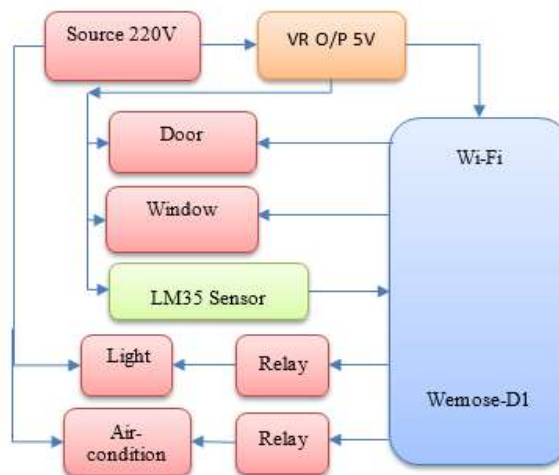 Source 220V
VR O/P 5V
Door
Wi-Fi
Window
LM35 Sensor
Light
Relay
Wemose-D1
Air-
condition
Relay